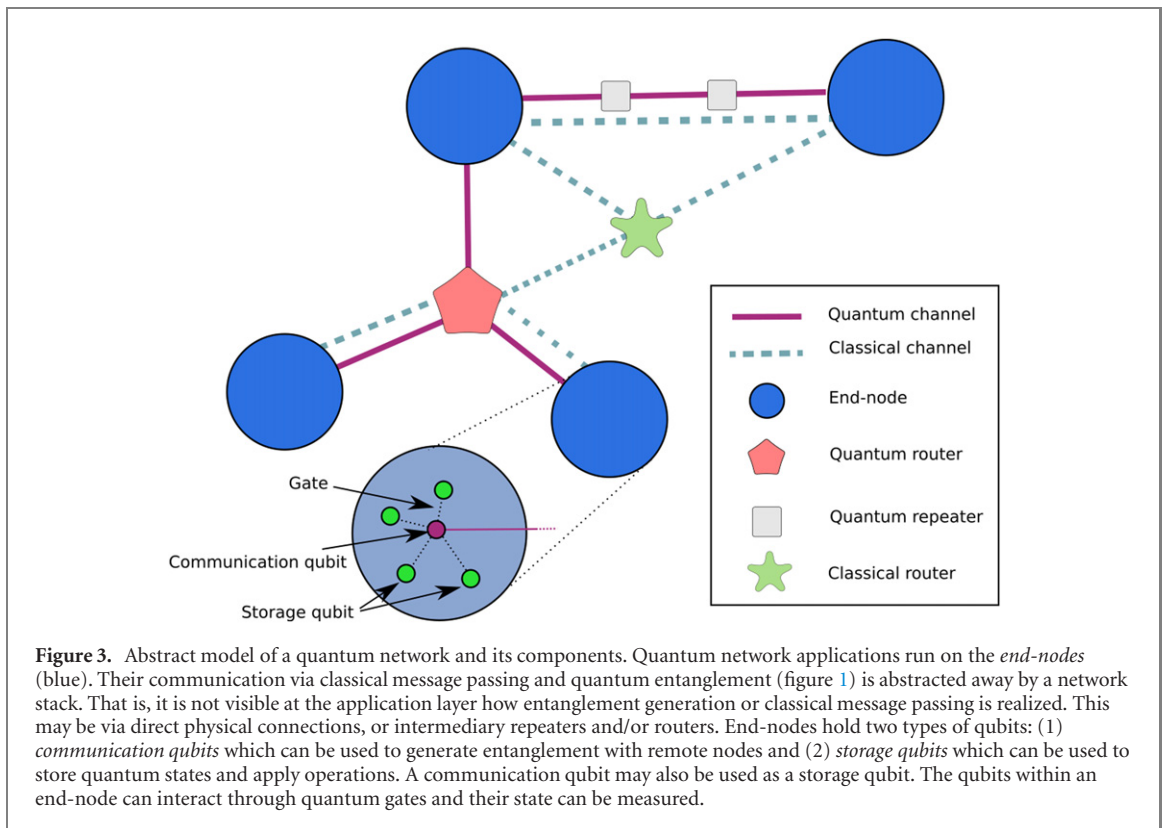 Quantum channel
Classical channel
End-node
Quantum router
Quantum repeater
Classical router
Gate
Communication qubit
Storage qubit
Figure 3. Abstract model of a quantum network and its components. Quantum network applications run on the end-nodes
(blue). Their communication via classical message passing and quantum entanglement (figure 1) is abstracted away by a network
stack. That is, it is not visible at the application layer how entanglement generation or classical message passing is realized. This
may be via direct physical connections, or intermediary repeaters and/or routers. End-nodes hold two types of qubits: (1)
communication qubits which can be used to generate entanglement with remote nodes and (2) storage qubits which can be used to
store quantum states and apply operations. A communication qubit may also be used as a storage qubit. The qubits within an
end-node can interact through quantum gates and their state can be measured.